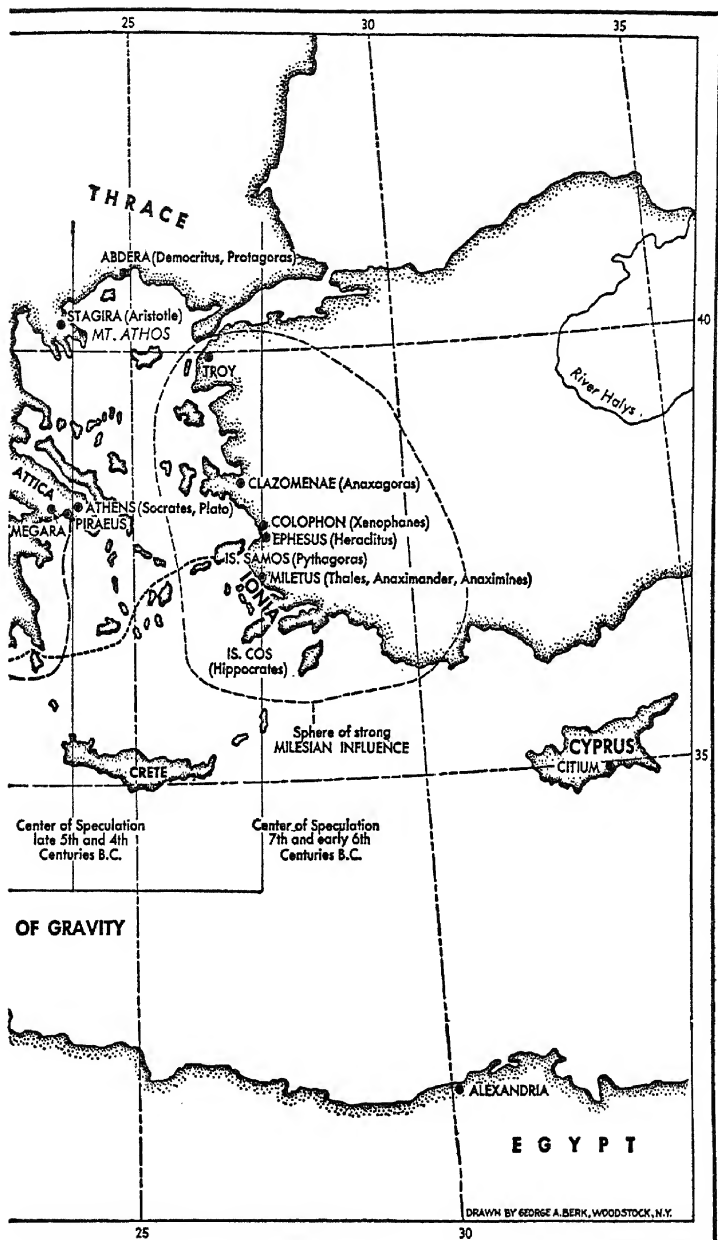 25
30
35
THRACE
ABDERA (Democritus, Protagoras)
STAGIRA (Aristotle)
MT. ATHOS
40
TROY
River Halys
CLAZOMENAE (Anaxagoras)
ATTICA
ATHENS (Socrates, Plato)
PIRAEUS
MEGARA
COLOPHON (Xenophanes)
EPHESUS (Heraclitus)
IS. SAMOS (Pythagoras)
MILETUS (Thales, Anaximander, Anaximines)
IONIA
IS. COS
(Hippocrates)
Sphere of strong
MILESIAN INFLUENCE
CRETE
CYPRUS
CITIUM
35
Center of Speculation
late 5th and 4th
Centuries B.C.
Center of Speculation
7th and early 6th
Centuries B.C.
OF GRAVITY
ALEXANDRIA
EGYPT
DRAWN BY GEORGE A. BERK, WOODSTOCK, N.Y.
25
30